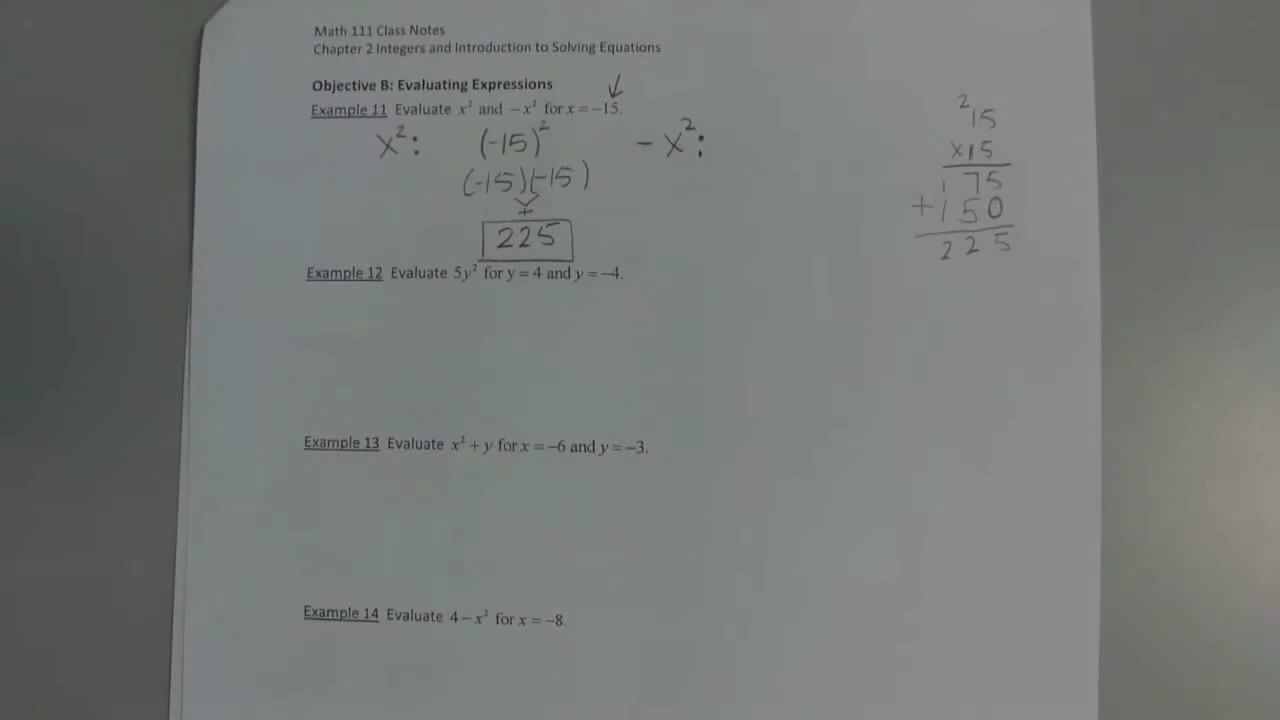 Math 111 Class Notes
Chapter 2 Integers and Introduction to Solving Equations
Objective B: Evaluating Expressions
Example 11 Evaluate x² and −x² for x = −15.
x²: (-15)² - x²:
(-15)(-15)
+
225
²15
x15
¹75
+150
225
Example 12 Evaluate 5y² for y = 4 and y = −4.
Example 13 Evaluate x² + y for x = −6 and y = −3.
Example 14 Evaluate 4 − x² for x = −8.